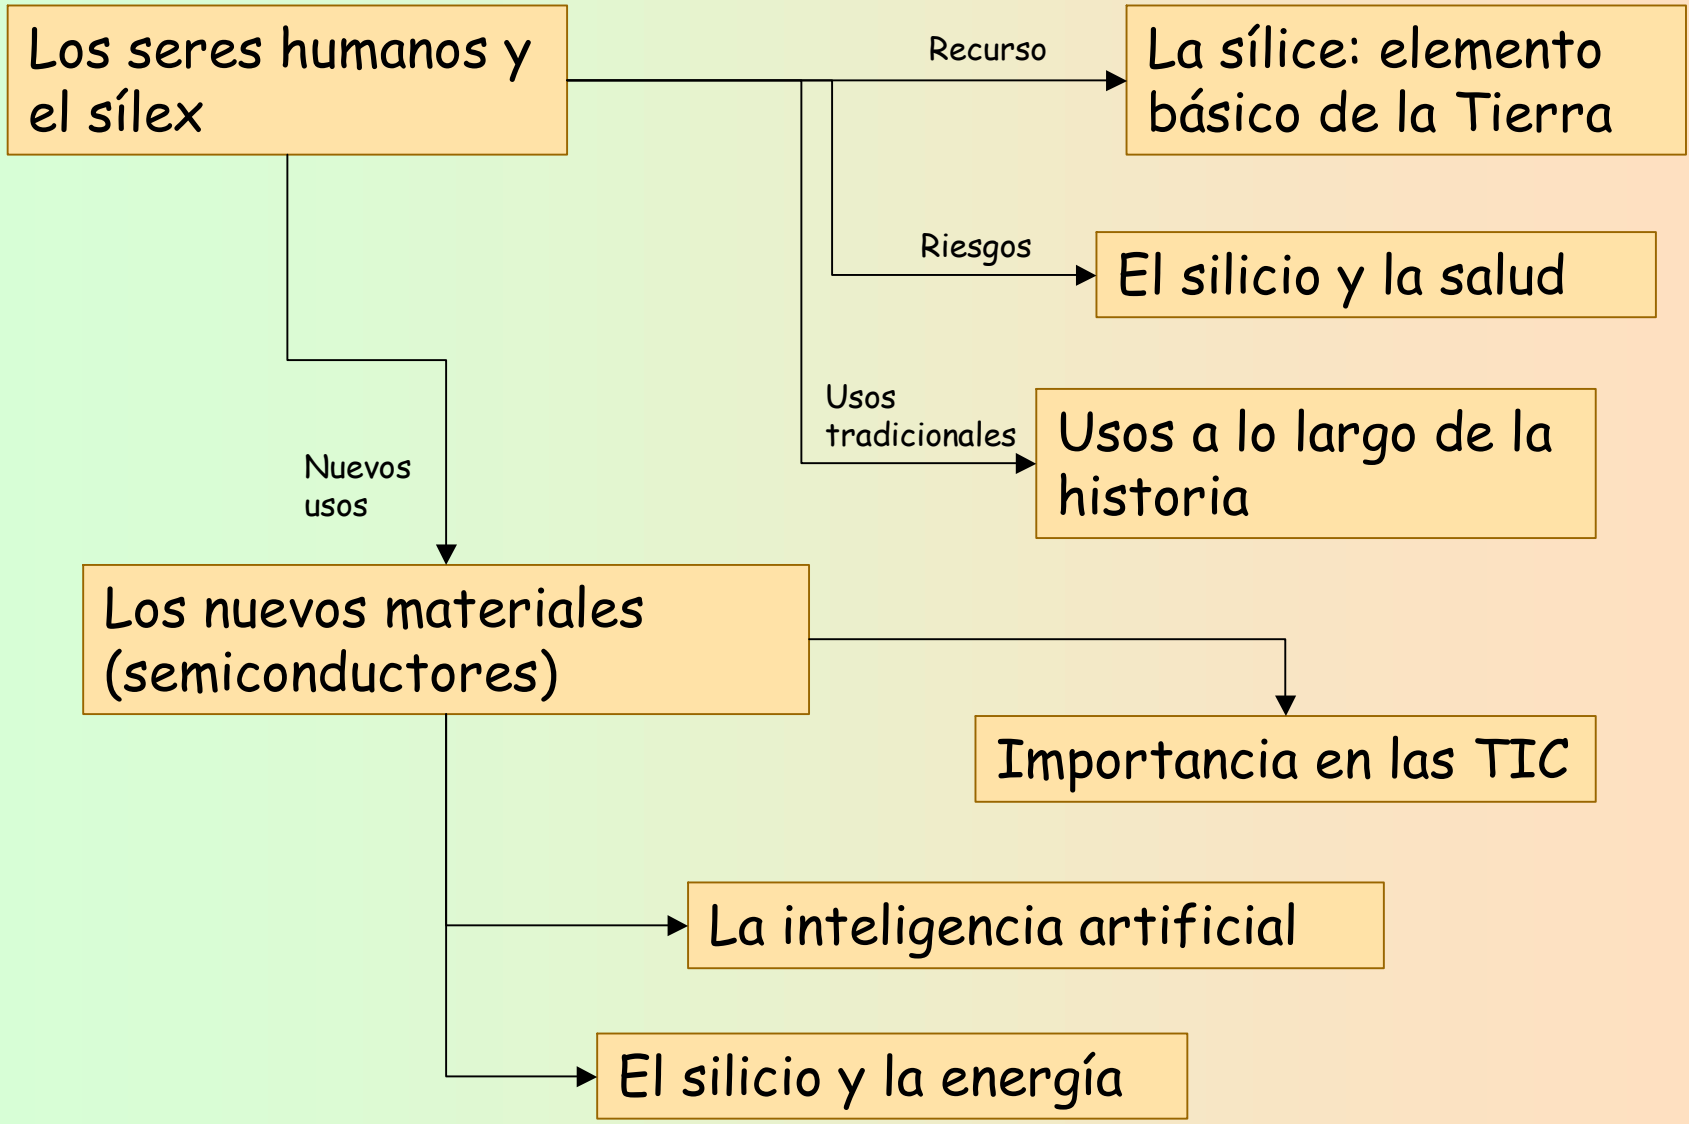 Los seres humanos y
el sílex
Recurso
La sílice: elemento
básico de la Tierra
Riesgos
El silicio y la salud
Usos
tradicionales
Usos a lo largo de la
historia
Nuevos
usos
Los nuevos materiales
(semiconductores)
Importancia en las TIC
La inteligencia artificial
El silicio y la energía